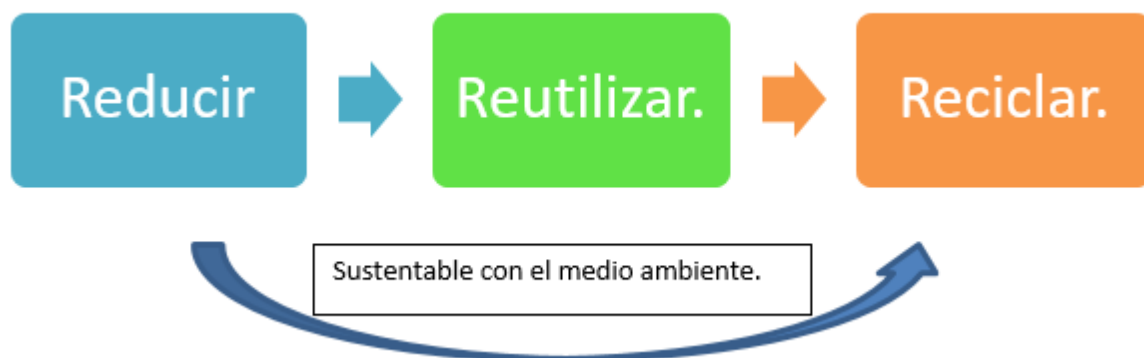 Reducir
Reutilizar.
Reciclar.
Sustentable con el medio ambiente.